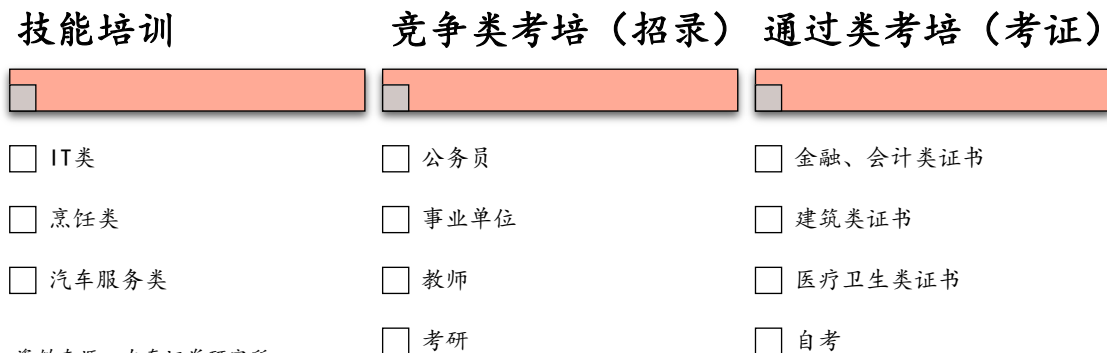 技能培训
IT类
烹饪类
汽车服务类
竞争类考培（招录）
公务员
事业单位
教师
考研
通过类考培（考证）
金融、会计类证书
建筑类证书
医疗卫生类证书
自考